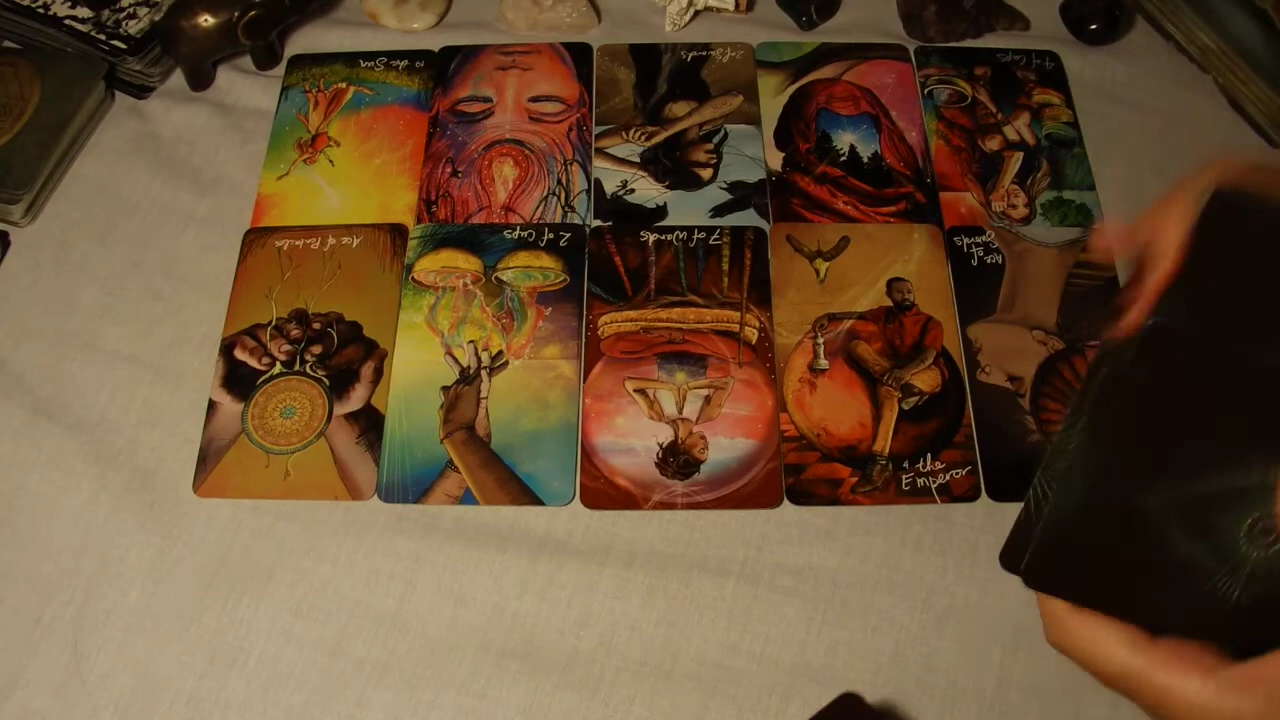 19 the Sun
2 of Swords
4 of Cups
Ace of Pentacles
2 of Cups
7 of Wands
4. the
Emperor
Ace
of
Swords